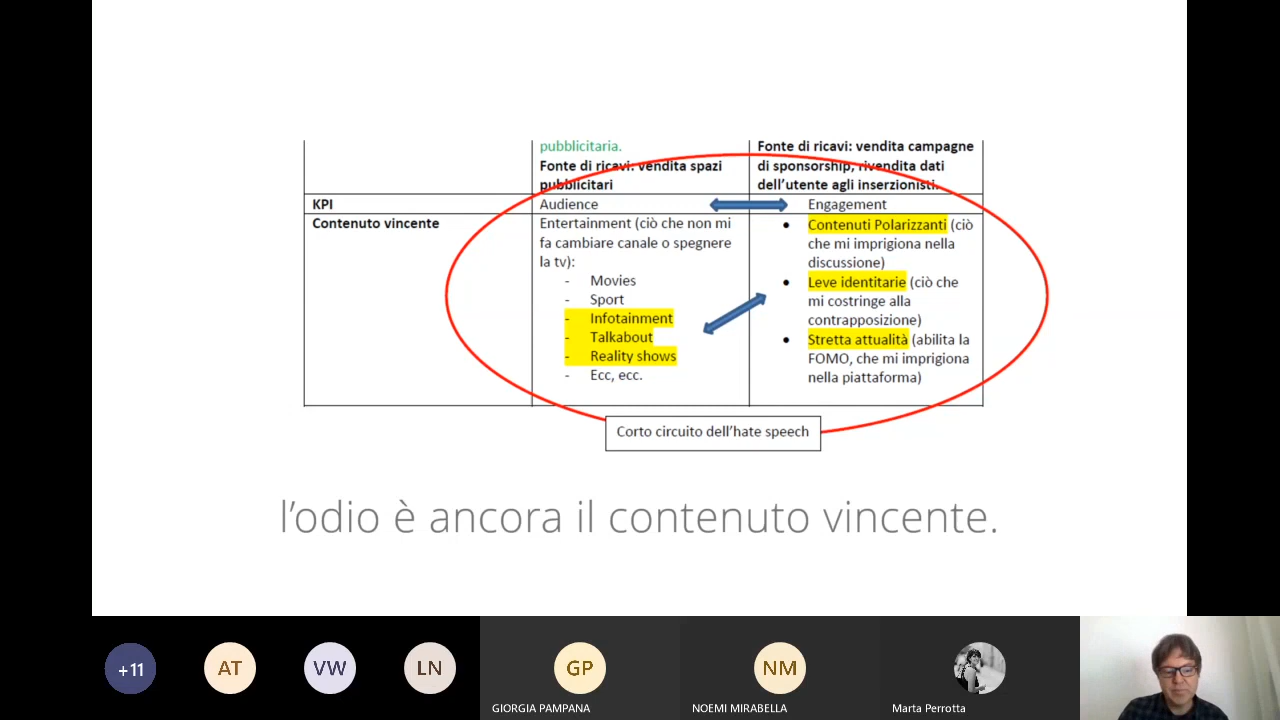 pubblicitaria.
Fonte di ricavi: vendita spazi
pubblicitari
Fonte di ricavi: vendita campagne
di sponsorship, rivendita dati
dell'utente agli inserzionisti.
KPI
Audience
Engagement
Contenuto vincente
Entertainment (ciò che non mi
fa cambiare canale o spegnere
la tv):
- Movies
- Sport
- Infotainment
- Talkabout
- Reality shows
- Ecc, ecc.
• Contenuti Polarizzanti (ciò
che mi imprigiona nella
discussione)
• Leve identitarie (ciò che
mi costringe alla
contrapposizione)
• Stretta attualità (abilita la
FOMO, che mi imprigiona
nella piattaforma)
Corto circuito dell'hate speech
l'odio è ancora il contenuto vincente.
+11
AT
VW
LN
GP
GIORGIA PAMPANA
NM
NOEMI MIRABELLA
Marta Perrotta